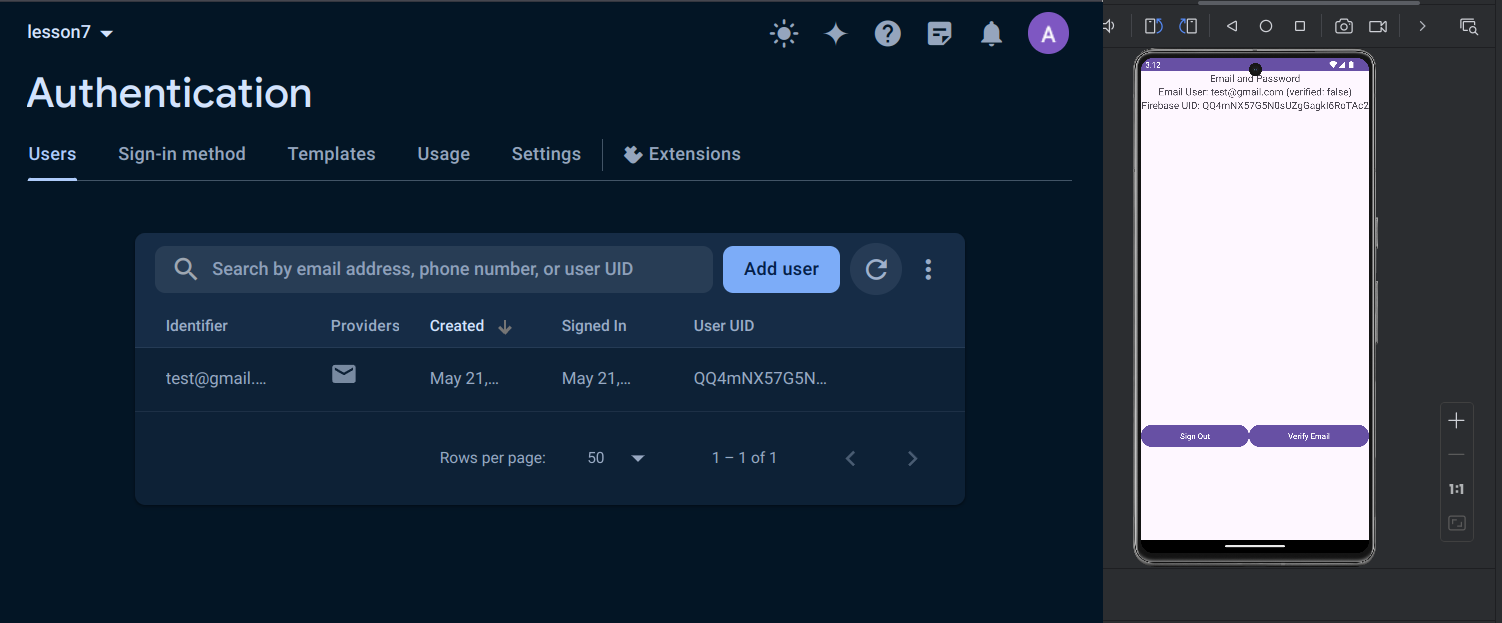 lesson7
A
Authentication
Users
Sign-in method
Templates
Usage
Settings
Extensions
Search by email address, phone number, or user UID
Add user
Identifier
Providers
Created
Signed In
User UID
test@gmail....
May 21,...
May 21,...
QQ4mNX57G5N...
Rows per page:
50
1 – 1 of 1
3:12
Email and Password
Email User: test@gmail.com (verified: false)
Firebase UID: QQ4mNX57G5N0sUZgGagkI6RoTAc2
Sign Out
Verify Email
1:1